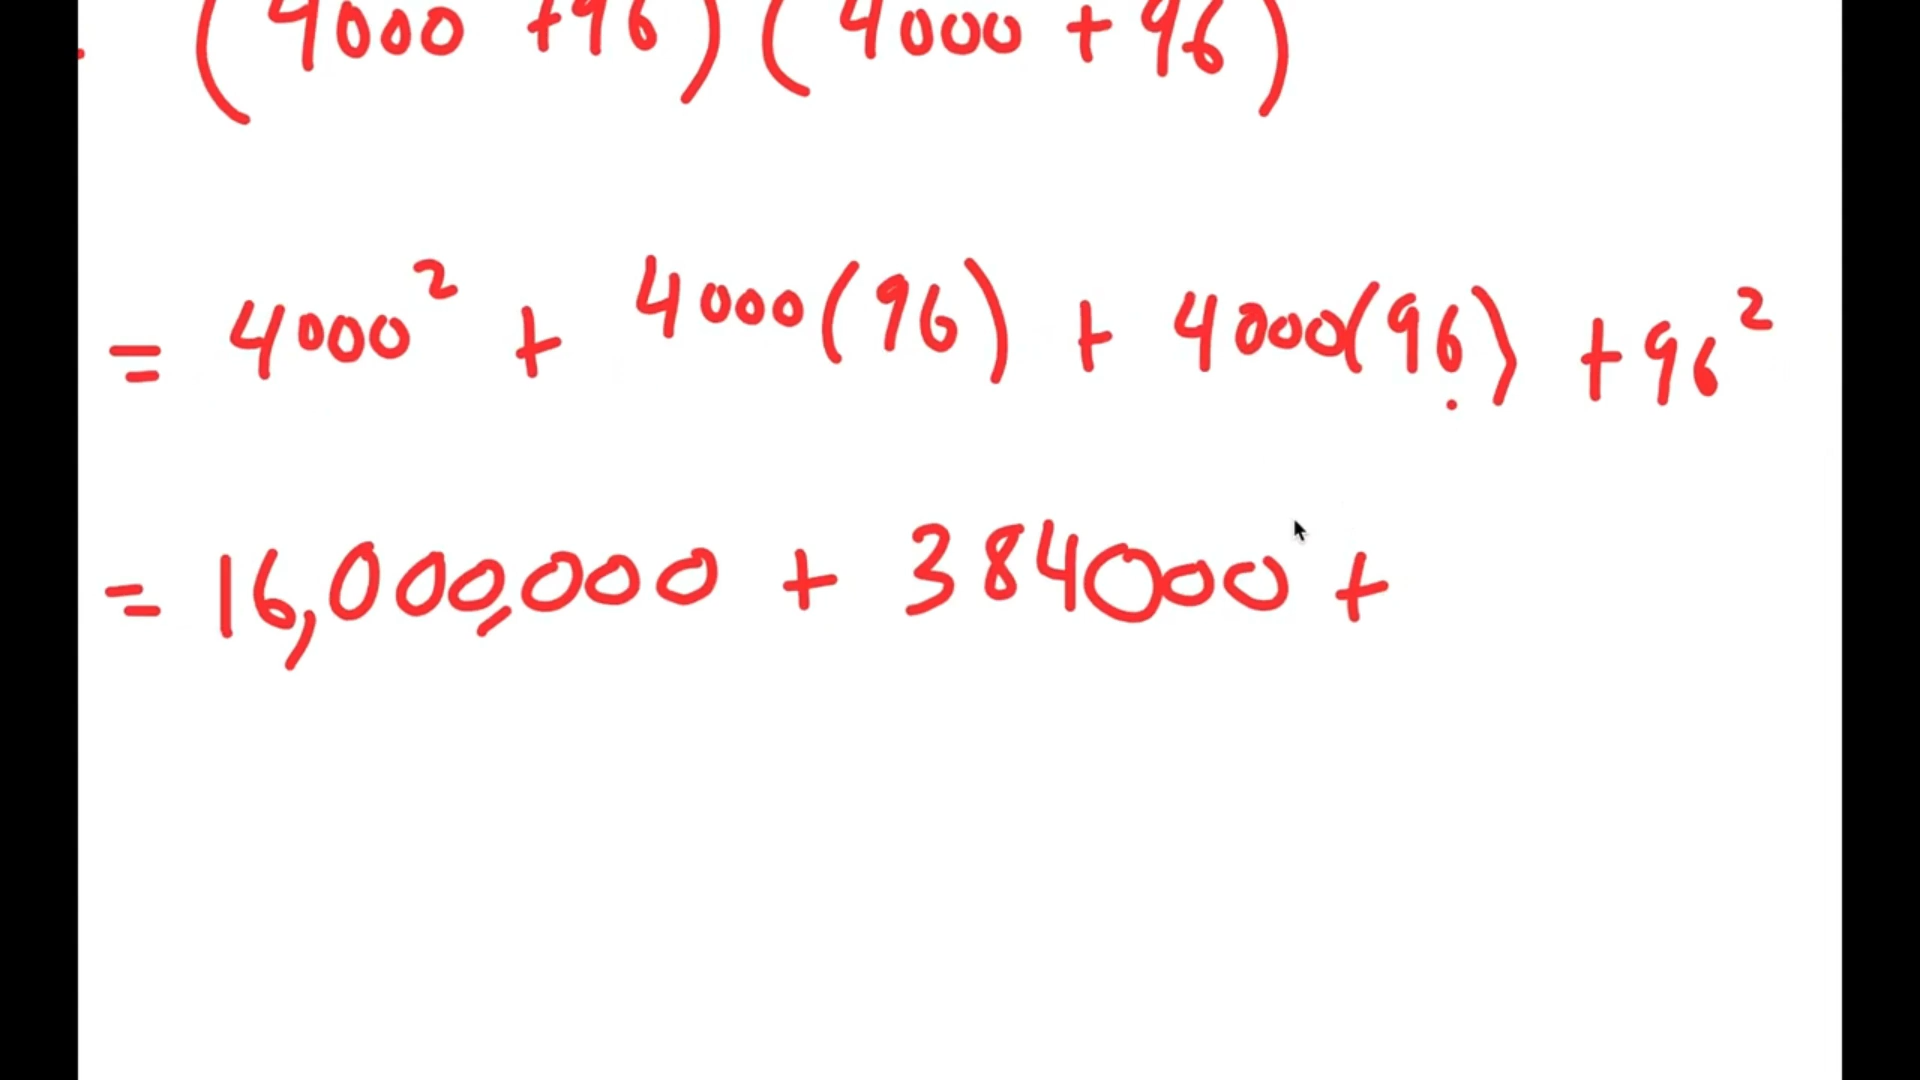 (4000 + 96) (4000 + 96)
= 4000² + 4000(96) + 4000(96) + 96²
= 16,000,000 + 384000 +